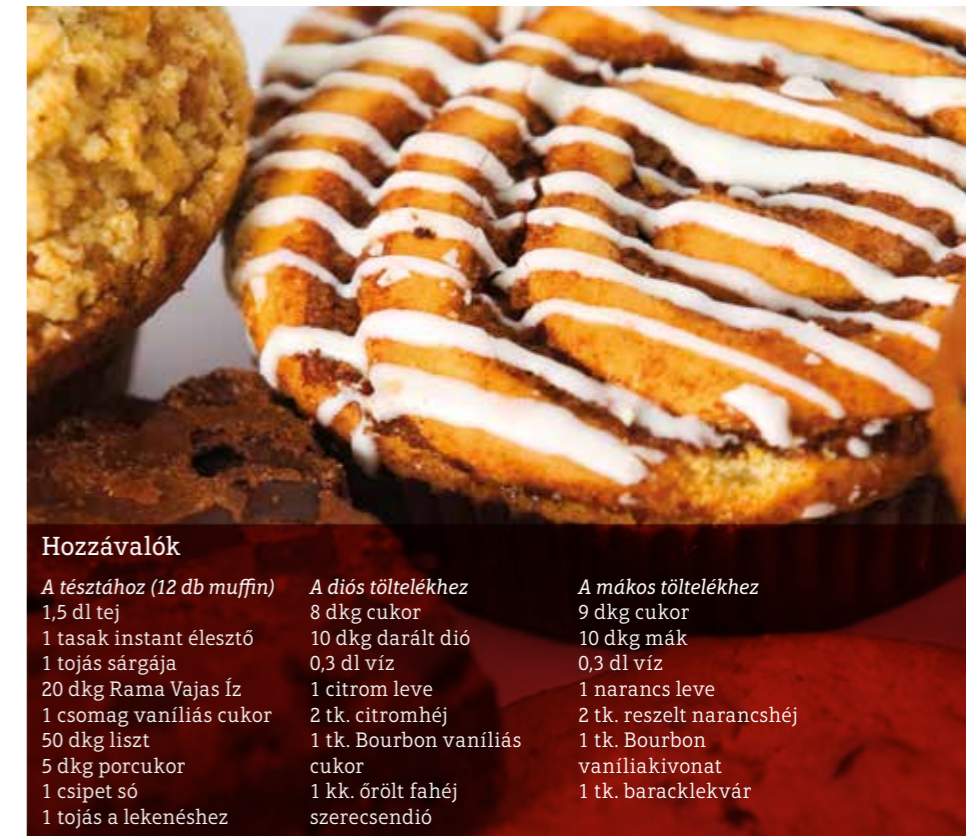 Hozzávalók
A tésztához (12 db muffin)
1,5 dl tej
1 tasak instant élesztő
1 tojás sárgája
20 dkg Rama Vajas Íz
1 csomag vaníliás cukor
50 dkg liszt
5 dkg porcukor
1 csipet só
1 tojás a lekenéshez
A diós töltelékhez
8 dkg cukor
10 dkg darált dió
0,3 dl víz
1 citrom leve
2 tk. citromhéj
1 tk. Bourbon vaníliás
cukor
1 kk. őrölt fahéj
szerecsendió
A mákos töltelékhez
9 dkg cukor
10 dkg mák
0,3 dl víz
1 narancs leve
2 tk. reszelt narancshéj
1 tk. Bourbon
vaníliakivonat
1 tk. baracklekvár